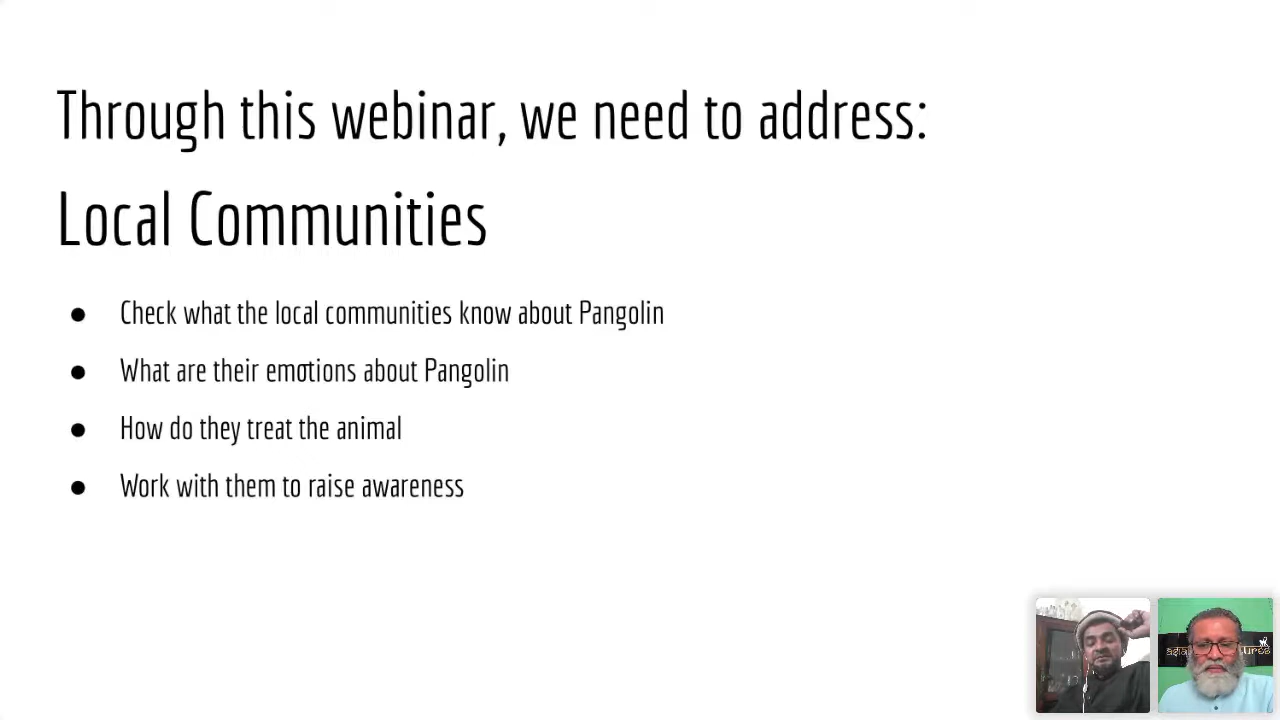 Through this webinar, we need to address:
Local Communities
● Check what the local communities know about Pangolin
● What are their emotions about Pangolin
● How do they treat the animal
● Work with them to raise awareness